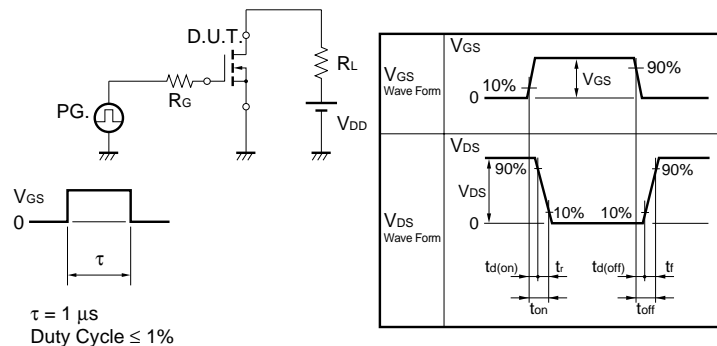 D.U.T.
RL
RG
PG.
VDD
VGS
0
τ
τ = 1 μs
Duty Cycle ≤ 1%
VGS
Wave Form
VGS
10%
VGS
90%
0
VDS
Wave Form
VDS
90%
VDS
10%
10%
90%
0
td(on)
tr
td(off)
tf
ton
toff